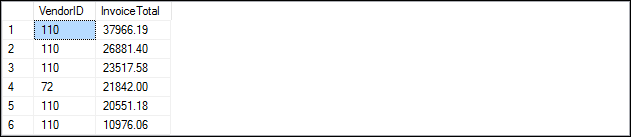 VendorID InvoiceTotal
1 110 37966.19
2 110 26881.40
3 110 23517.58
4 72 21842.00
5 110 20551.18
6 110 10976.06